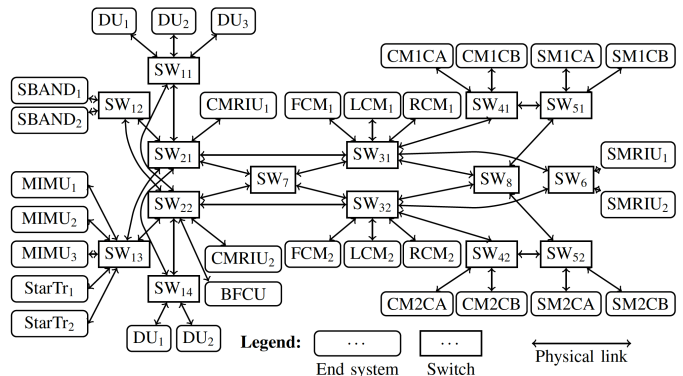 DU₁ DU₂ DU₃
SW₁₁
CM1CA CM1CB SM1CA SM1CB
SBAND₁
SBAND₂
SW₁₂
CMRIU₁
FCM₁ LCM₁ RCM₁
SW₄₁ SW₅₁
SW₂₁
SW₃₁
SMRIU₁
MIMU₁
SW₇
SW₈
SW₆
MIMU₂
SW₂₂
SW₃₂
SMRIU₂
MIMU₃
SW₁₃
CMRIU₂
FCM₂ LCM₂ RCM₂
SW₄₂ SW₅₂
StarTr₁
SW₁₄
BFCU
CM2CA CM2CB SM2CA SM2CB
StarTr₂
DU₁ DU₂
Legend:
···
···
Physical link
End system
Switch